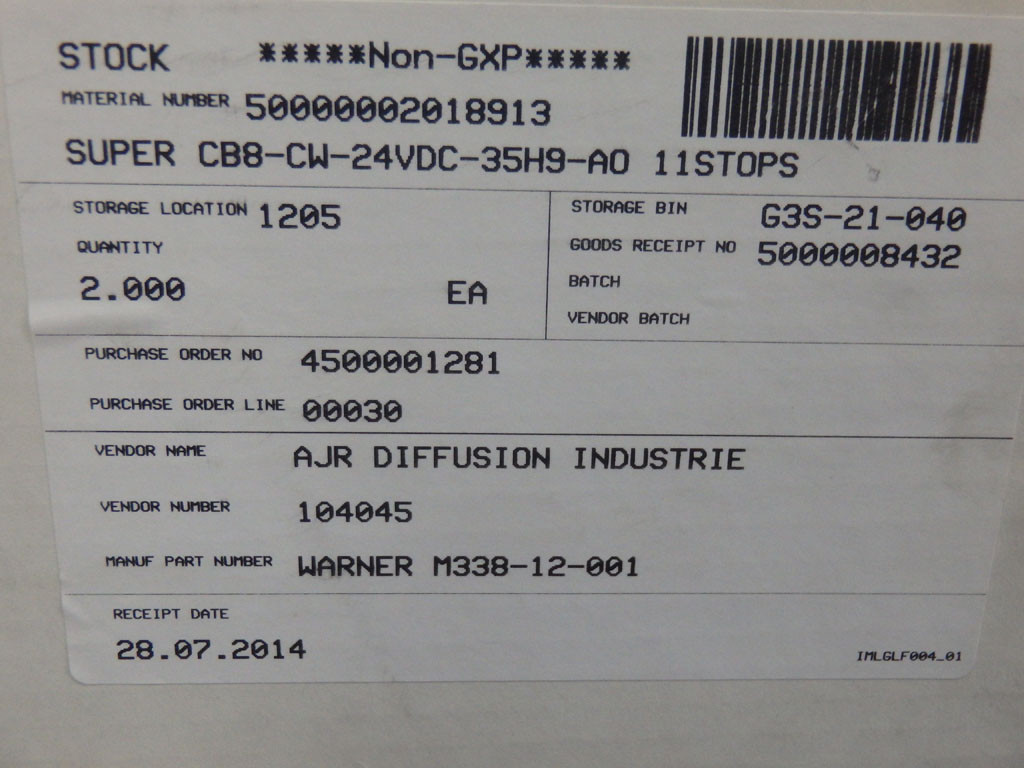 STOCK *****Non-GXP*****
MATERIAL NUMBER 50000002018913
SUPER CB8-CW-24VDC-35H9-AO 11STOPS
STORAGE LOCATION 1205
QUANTITY
2.000 EA
STORAGE BIN G3S-21-040
GOODS RECEIPT NO 5000008432
BATCH
VENDOR BATCH
PURCHASE ORDER NO 4500001281
PURCHASE ORDER LINE 00030
VENDOR NAME AJR DIFFUSION INDUSTRIE
VENDOR NUMBER 104045
MANUF PART NUMBER WARNER M338-12-001
RECEIPT DATE
28.07.2014
IMLGLF004_01